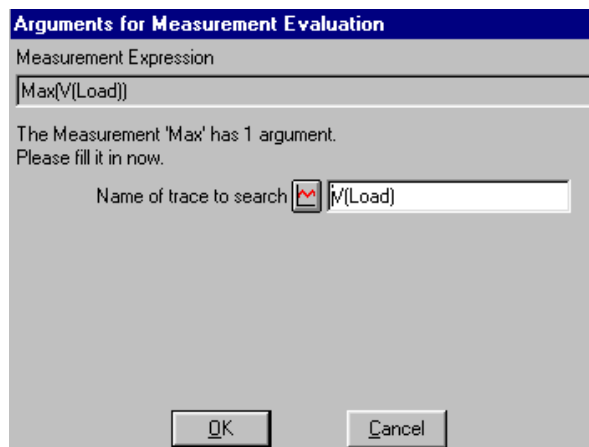 Arguments for Measurement Evaluation
Measurement Expression
Max(V(Load))
The Measurement 'Max' has 1 argument.
Please fill it in now.
Name of trace to search V(Load)
OK Cancel